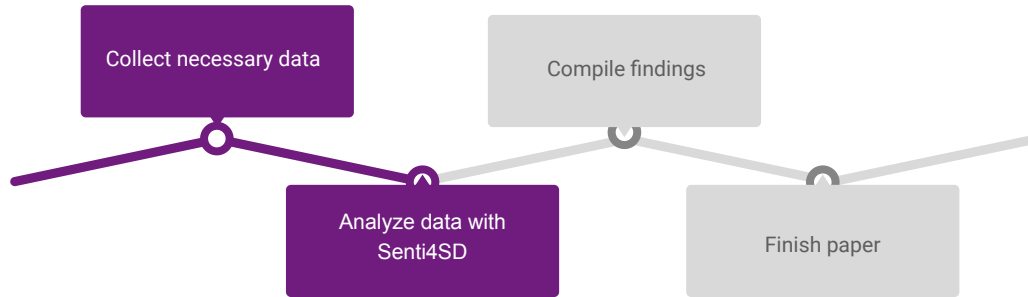 Collect necessary data
Analyze data with
Senti4SD
Compile findings
Finish paper